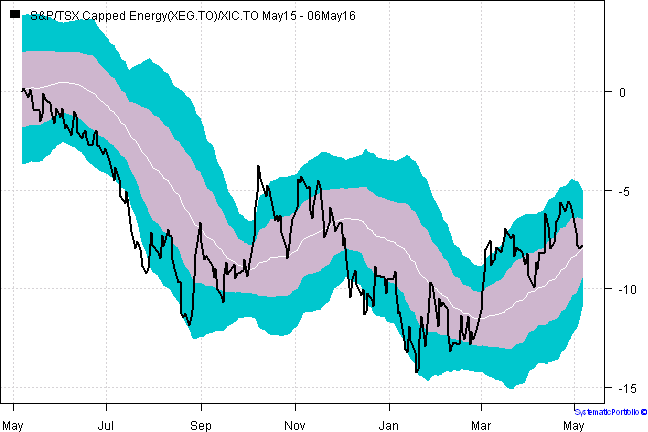 S&P/TSX Capped Energy(XEG.TO)/XIC.TO May15 - 06May16
0
-5
-10
-15
May Jul Sep Nov Jan Mar May
SystematicPortfolio ©